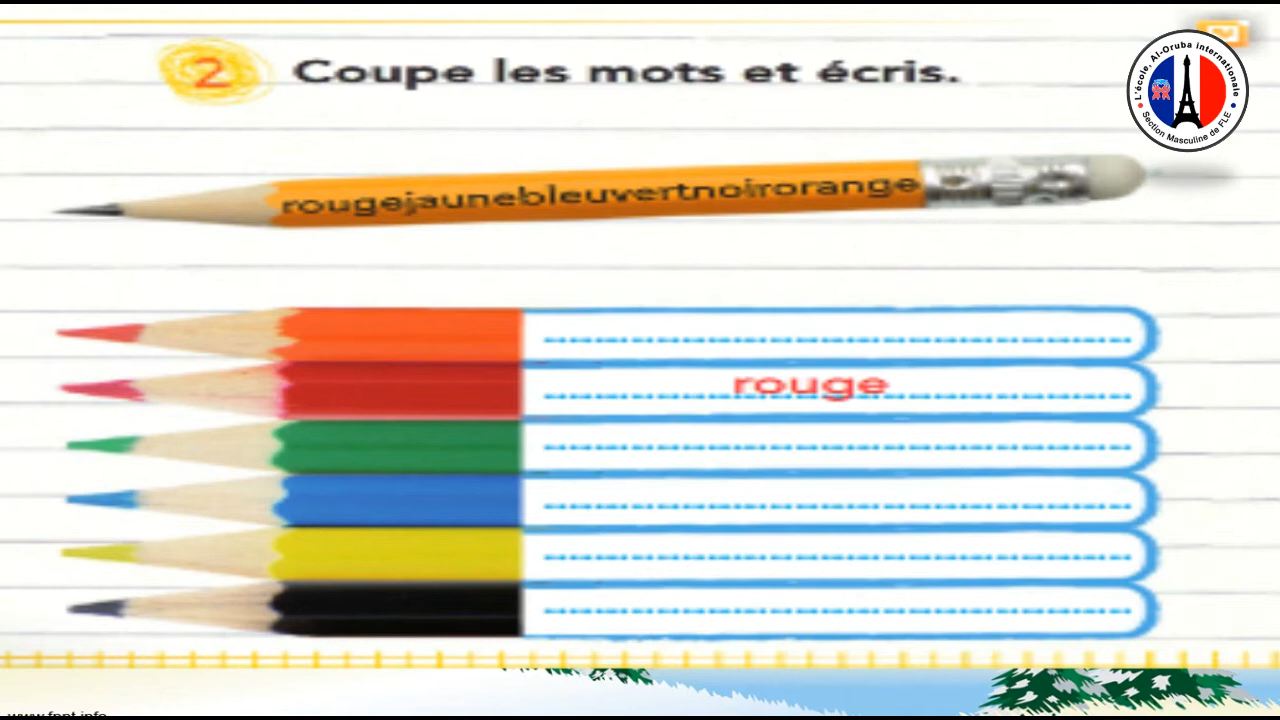 2 Coupe les mots et écris.
L'école. Al-Oruba internationale
Section Masculine de FLE
rougejaunebleuvertnoirorange
rouge